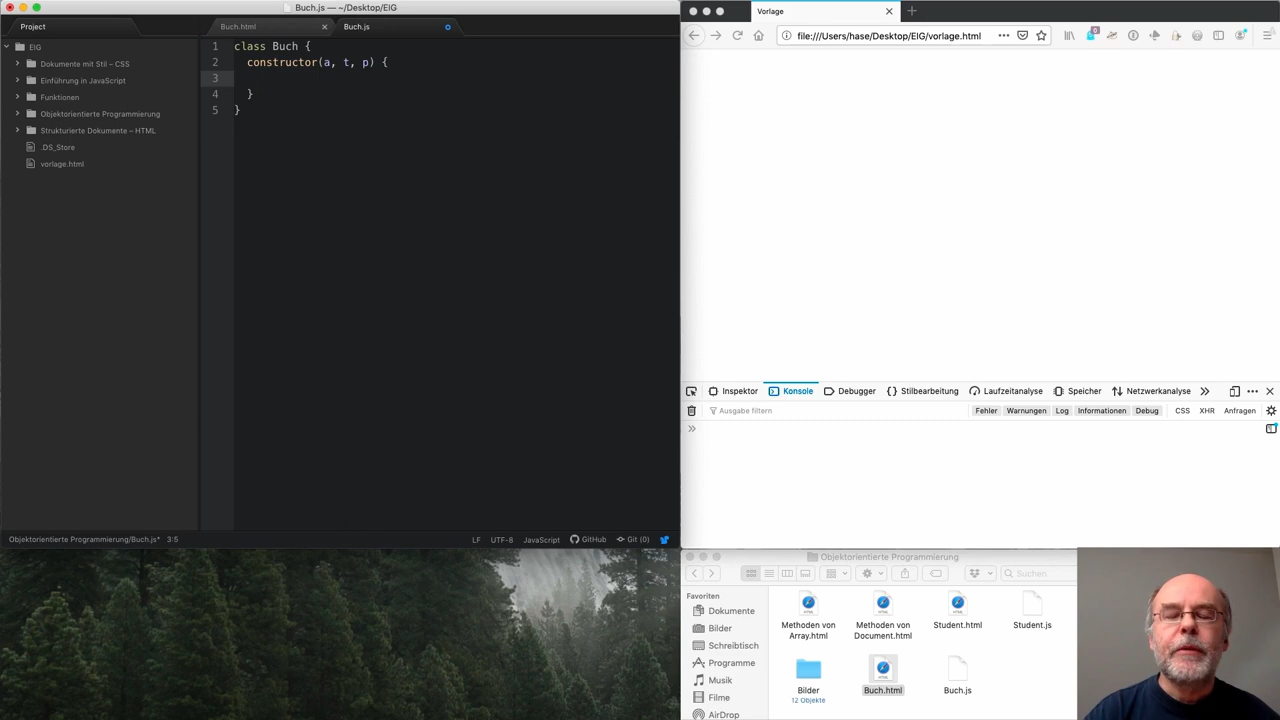 Buch.js — ~/Desktop/EIG
Project
Buch.html
Buch.js
EIG
Dokumente mit Stil – CSS
Einführung in JavaScript
Funktionen
Objektorientierte Programmierung
Strukturierte Dokumente – HTML
.DS_Store
vorlage.html
1 class Buch {
2 constructor(a, t, p) {
3
4 }
5 }
Objektorientierte Programmierung/Buch.js* 3:5
LF UTF-8 JavaScript GitHub Git (0)
Vorlage
file:///Users/hase/Desktop/EIG/vorlage.html
0
Inspektor Konsole Debugger Stilbearbeitung Laufzeitanalyse Speicher Netzwerkanalyse
Ausgabe filtern
Fehler Warnungen Log Informationen Debug CSS XHR Anfragen
Objektorientierte Programmierung
Suchen
Favoriten
Dokumente
Bilder
Schreibtisch
Programme
Musik
Filme
AirDrop
Methoden von
Array.html
Methoden von
Document.html
Student.html
Student.js
Bilder
12 Objekte
Buch.html
Buch.js